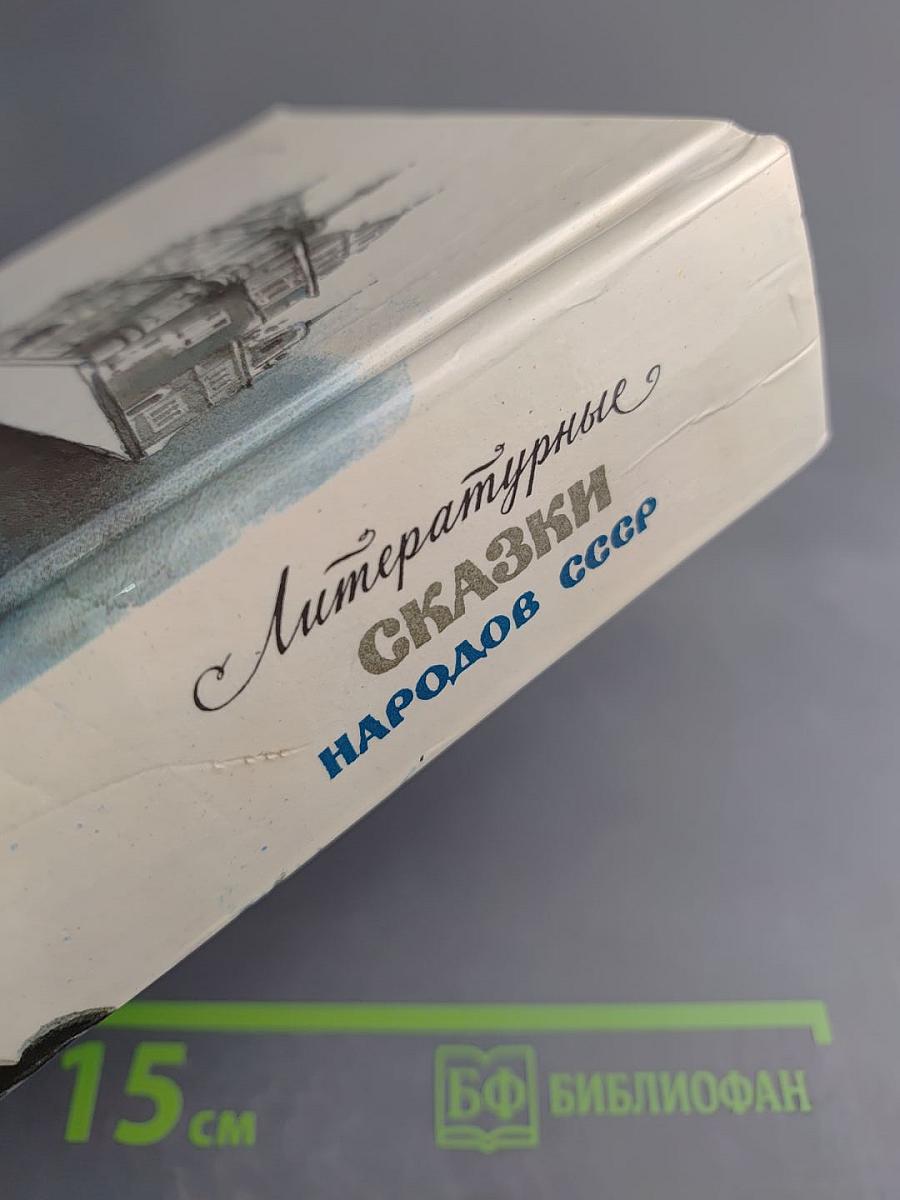 Литературные
СКАЗКИ
НАРОДОВ СССР
15 см
БФ БИБЛИОФАН